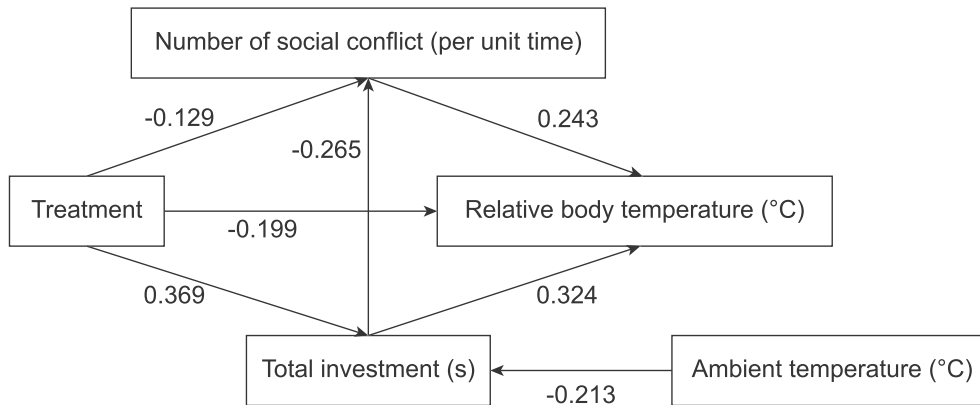 Number of social conflict (per unit time)
-0.129
0.243
-0.265
Treatment
Relative body temperature (°C)
-0.199
0.369
0.324
Total investment (s)
Ambient temperature (°C)
-0.213